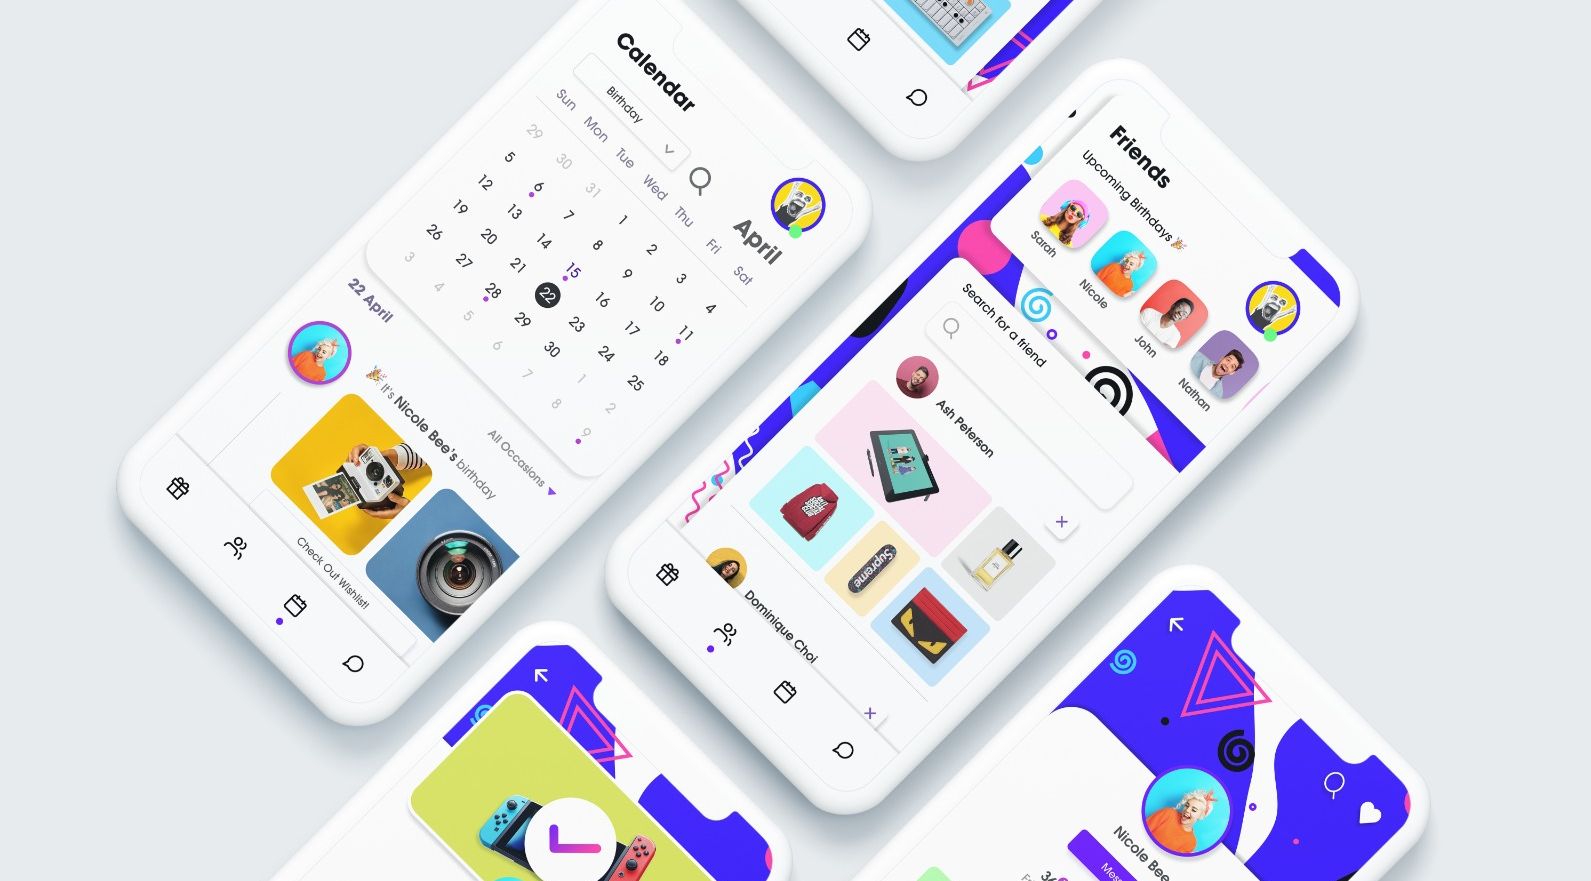 Calendar
Birthday
April
Sun Mon Tue Wed Thu Fri Sat
29 30 31 1 2 3 4
5 6 7 8 9 10 11
12 13 14 15 16 17 18
19 20 21 22 23 24 25
26 27 28 29 30 1 2
3 4 5 6 7 8 9
22 April
All Occasions
It's Nicole Bee's birthday
Check Out Wishlist!
Friends
Upcoming Birthdays
Sarah
Nicole
John
Nathan
Search for a friend
Ash Peterson
Supreme
Dominique Choi
Nicole Bee